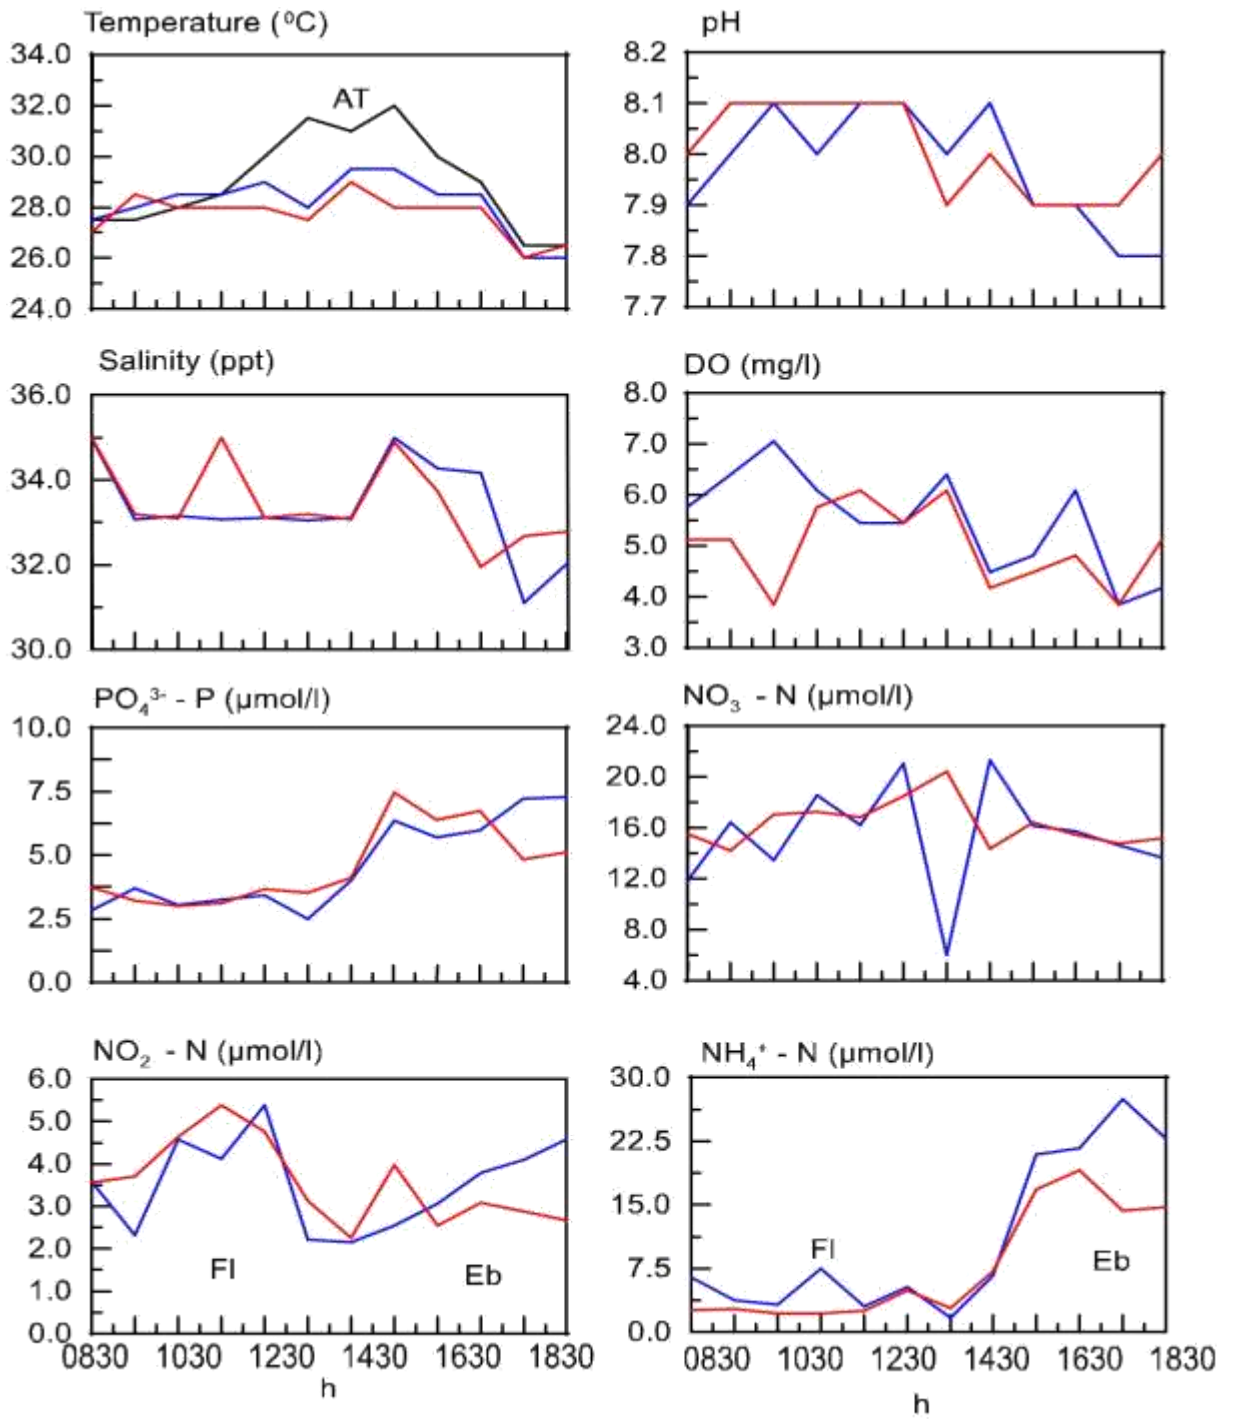 Temperature (⁰C)
34.0
32.0
30.0
28.0
26.0
24.0
AT
pH
8.2
8.1
8.0
7.9
7.8
7.7
Salinity (ppt)
36.0
34.0
32.0
30.0
DO (mg/l)
8.0
7.0
6.0
5.0
4.0
3.0
PO₄³⁻ - P (µmol/l)
10.0
7.5
5.0
2.5
0.0
NO₃ - N (µmol/l)
24.0
20.0
16.0
12.0
8.0
4.0
NO₂ - N (µmol/l)
6.0
5.0
4.0
3.0
2.0
1.0
0.0
Fl
Eb
0830 1030 1230 1430 1630 1830
h
NH₄⁺ - N (µmol/l)
30.0
22.5
15.0
7.5
0.0
Fl
Eb
0830 1030 1230 1430 1630 1830
h